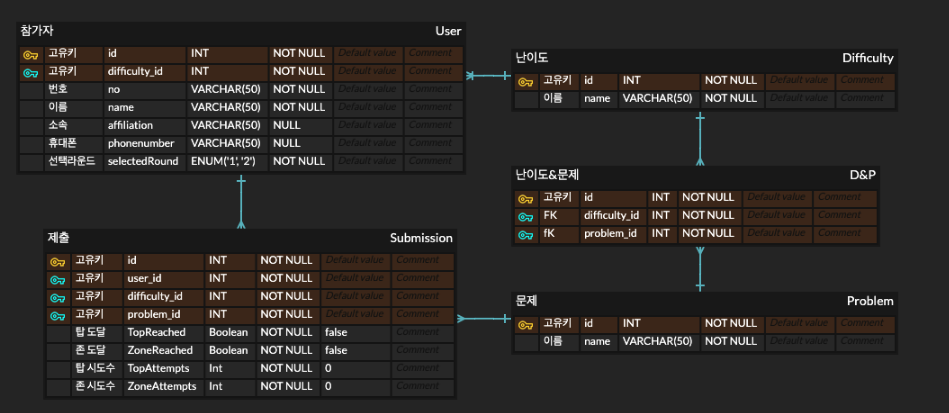 참가자 User
고유키 id INT NOT NULL Default value Comment
고유키 difficulty_id INT NOT NULL Default value Comment
번호 no VARCHAR(50) NOT NULL Default value Comment
이름 name VARCHAR(50) NOT NULL Default value Comment
소속 affiliation VARCHAR(50) NULL Default value Comment
휴대폰 phonenumber VARCHAR(50) NULL Default value Comment
선택라운드 selectedRound ENUM('1', '2') NOT NULL Default value Comment
난이도 Difficulty
고유키 id INT NOT NULL Default value Comment
이름 name VARCHAR(50) NOT NULL Default value Comment
난이도&문제 D&P
고유키 id INT NOT NULL Default value Comment
FK difficulty_id INT NOT NULL Default value Comment
fK problem_id INT NOT NULL Default value Comment
제출 Submission
고유키 id INT NOT NULL Default value Comment
고유키 user_id INT NOT NULL Default value Comment
고유키 difficulty_id INT NOT NULL Default value Comment
고유키 problem_id INT NOT NULL Default value Comment
탑 도달 TopReached Boolean NOT NULL false Comment
존 도달 ZoneReached Boolean NOT NULL false Comment
탑 시도수 TopAttempts Int NOT NULL 0 Comment
존 시도수 ZoneAttempts Int NOT NULL 0 Comment
문제 Problem
고유키 id INT NOT NULL Default value Comment
이름 name VARCHAR(50) NOT NULL Default value Comment